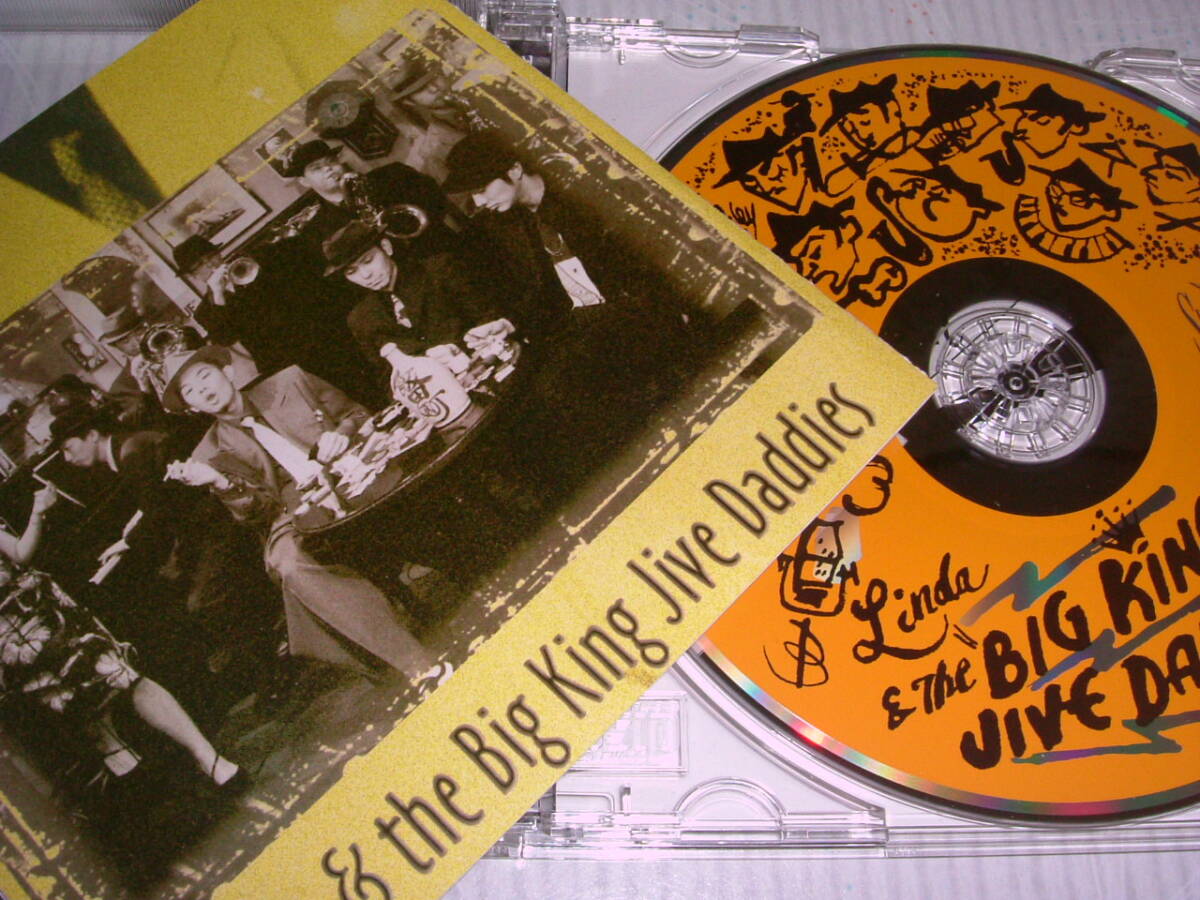 & the Big King Jive Daddies
Linda
& The BIG KIN
JIVE DA